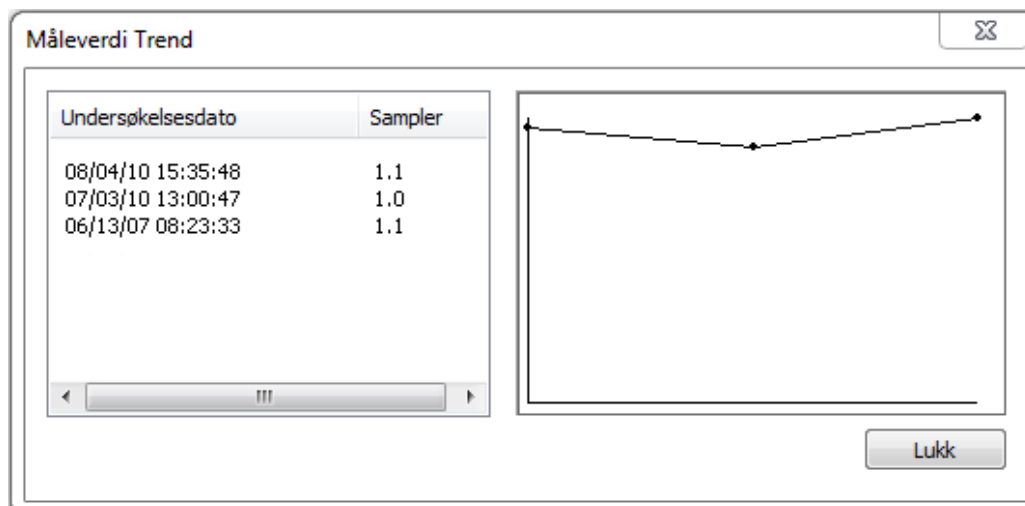 Måleverdi Trend
Undersøkelsesdato Sampler
08/04/10 15:35:48 1.1
07/03/10 13:00:47 1.0
06/13/07 08:23:33 1.1
Lukk